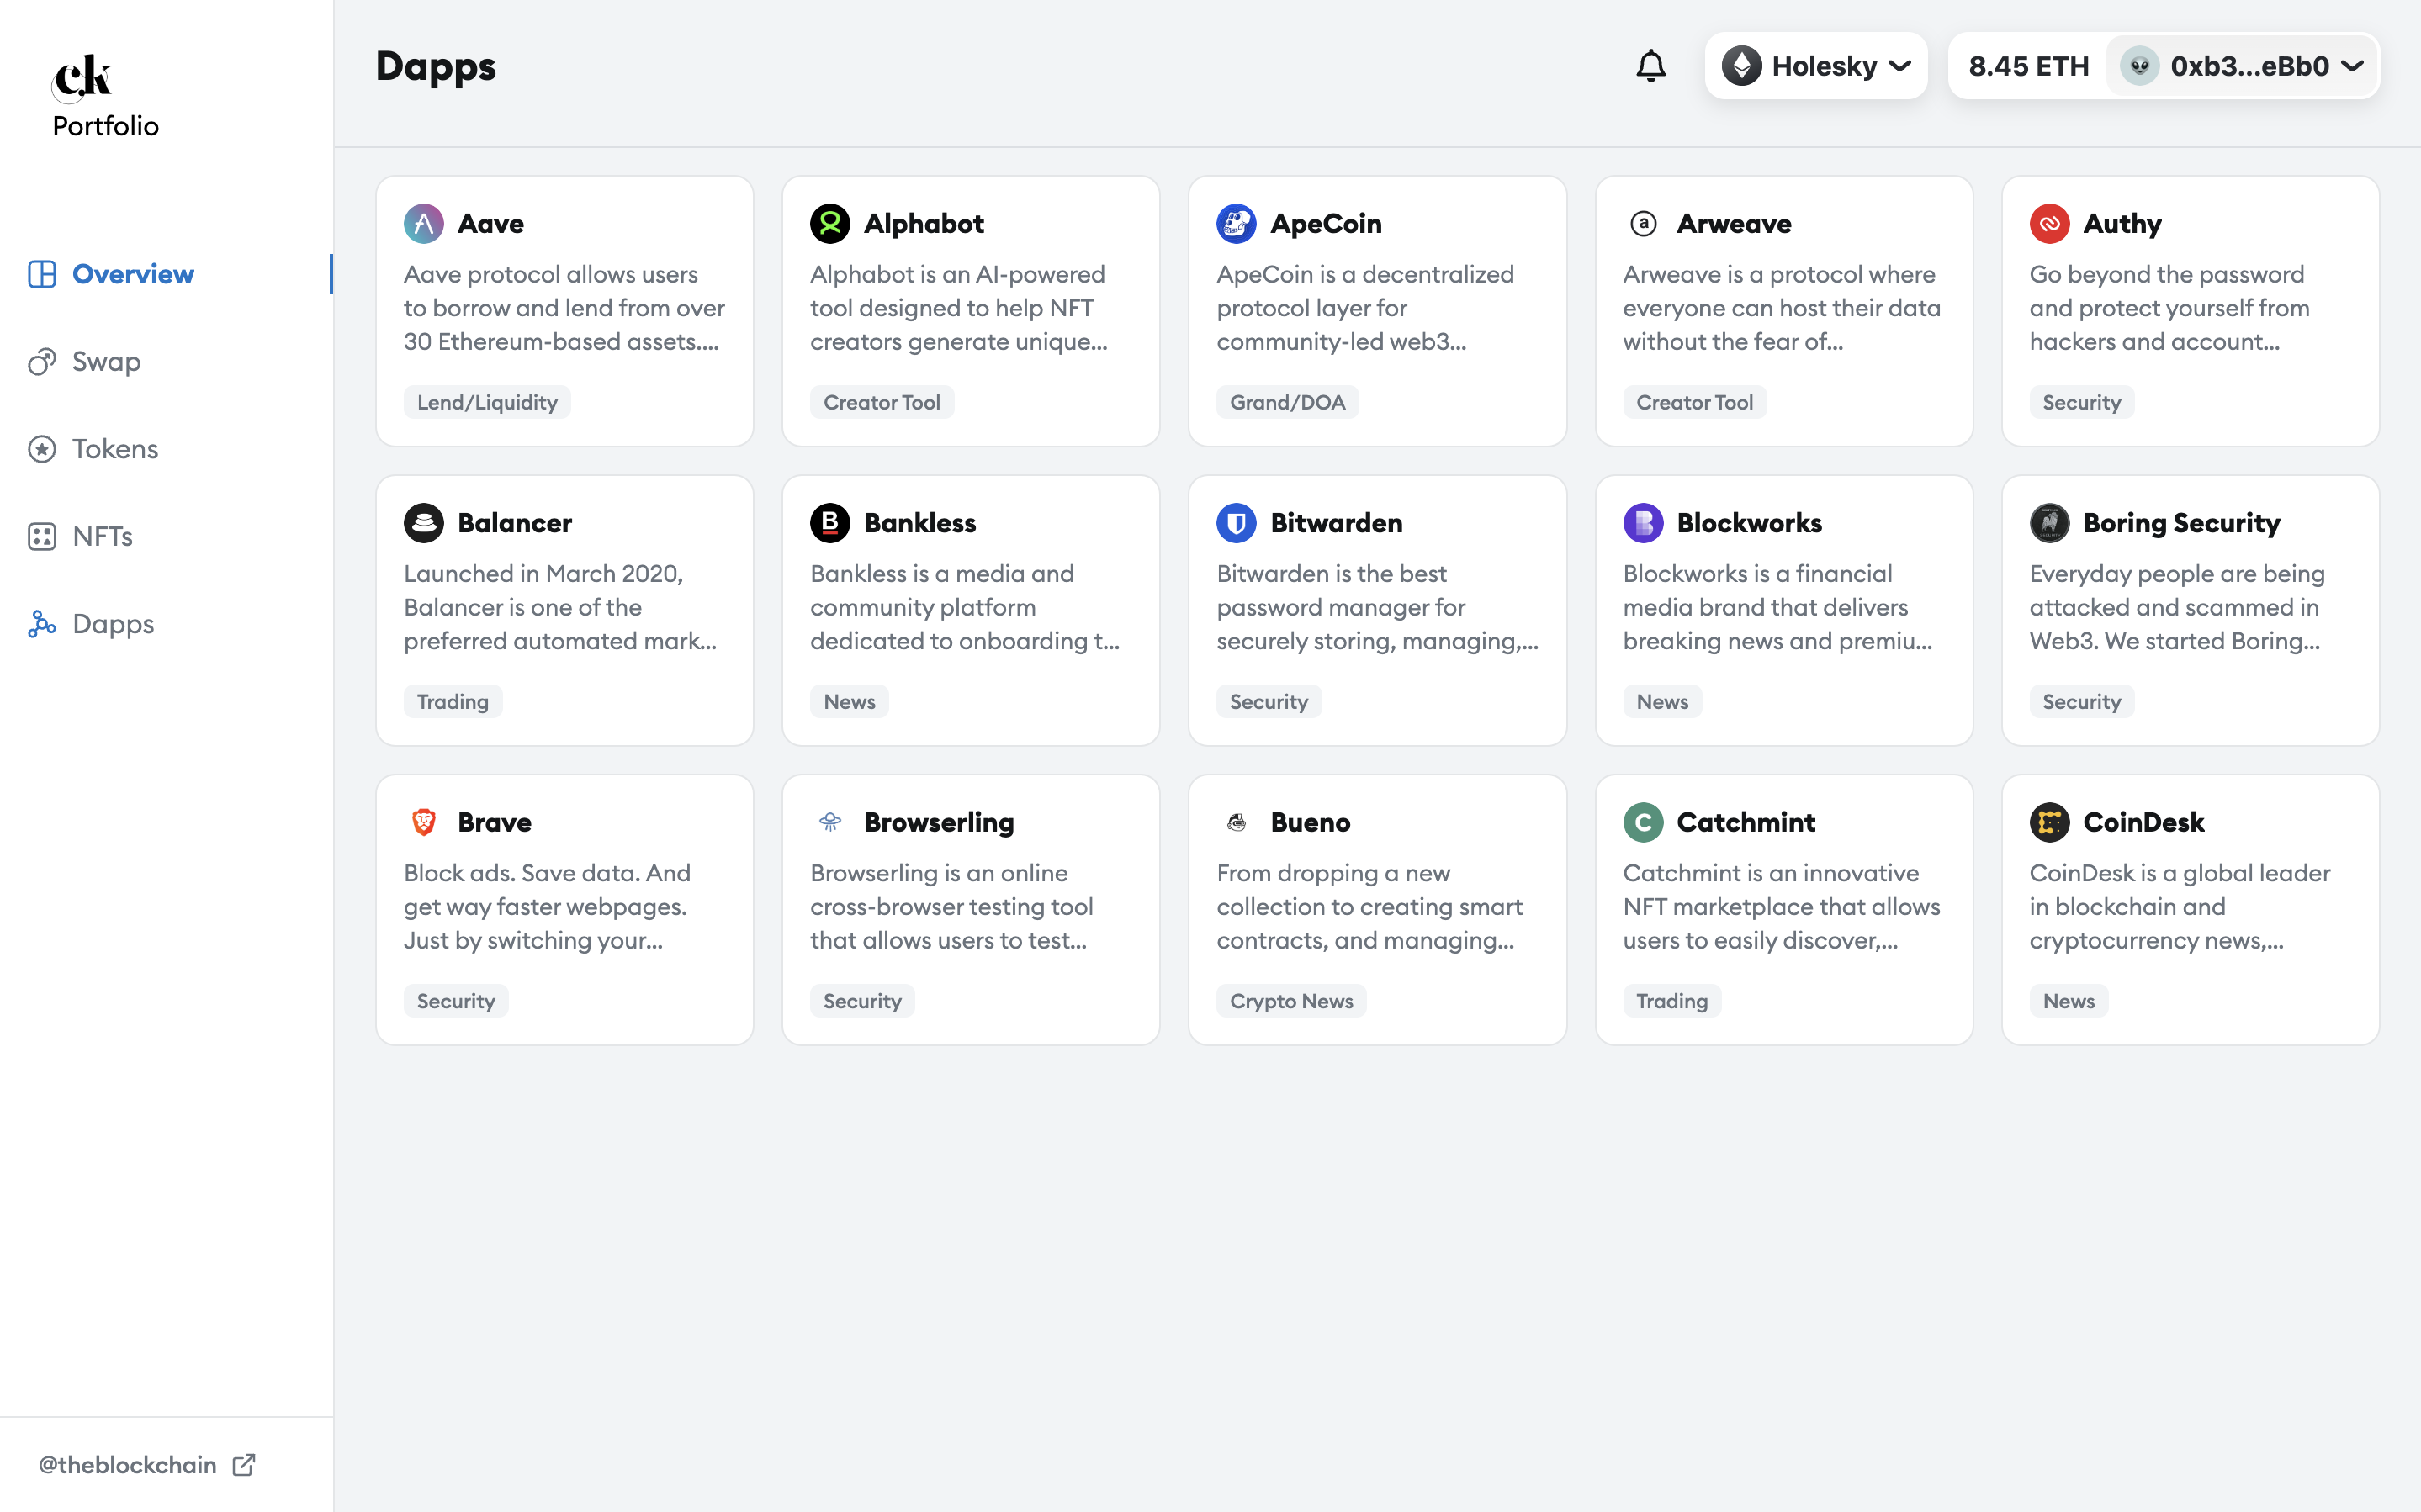 ck
Portfolio
Overview
Swap
Tokens
NFTs
Dapps
@theblockchain
Dapps
Holesky
8.45 ETH
0xb3...eBb0
Aave
Aave protocol allows users
to borrow and lend from over
30 Ethereum-based assets....
Lend/Liquidity
Alphabot
Alphabot is an AI-powered
tool designed to help NFT
creators generate unique...
Creator Tool
ApeCoin
ApeCoin is a decentralized
protocol layer for
community-led web3...
Grand/DOA
a
Arweave
Arweave is a protocol where
everyone can host their data
without the fear of...
Creator Tool
Authy
Go beyond the password
and protect yourself from
hackers and account...
Security
Balancer
Launched in March 2020,
Balancer is one of the
preferred automated mark...
Trading
B
Bankless
Bankless is a media and
community platform
dedicated to onboarding t...
News
Bitwarden
Bitwarden is the best
password manager for
securely storing, managing,...
Security
B
Blockworks
Blockworks is a financial
media brand that delivers
breaking news and premiu...
News
Boring Security
Everyday people are being
attacked and scammed in
Web3. We started Boring...
Security
Brave
Block ads. Save data. And
get way faster webpages.
Just by switching your...
Security
Browserling
Browserling is an online
cross-browser testing tool
that allows users to test...
Security
Bueno
From dropping a new
collection to creating smart
contracts, and managing...
Crypto News
C
Catchmint
Catchmint is an innovative
NFT marketplace that allows
users to easily discover,...
Trading
CoinDesk
CoinDesk is a global leader
in blockchain and
cryptocurrency news,...
News